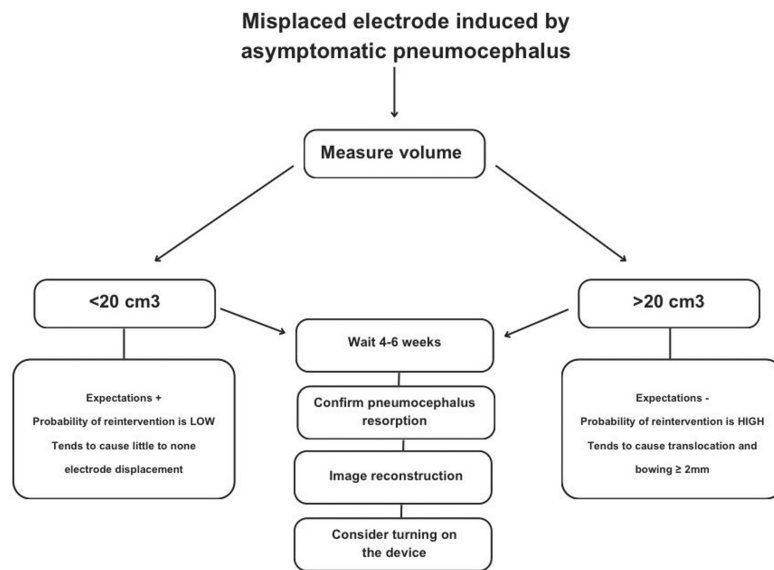 Misplaced electrode induced by
asymptomatic pneumocephalus
Measure volume
<20 cm3
>20 cm3
Wait 4-6 weeks
Expectations +
Probability of reintervention is LOW
Tends to cause little to none
electrode displacement
Confirm pneumocephalus
resorption
Image reconstruction
Consider turning on
the device
Expectations -
Probability of reintervention is HIGH
Tends to cause translocation and
bowing ≥ 2mm